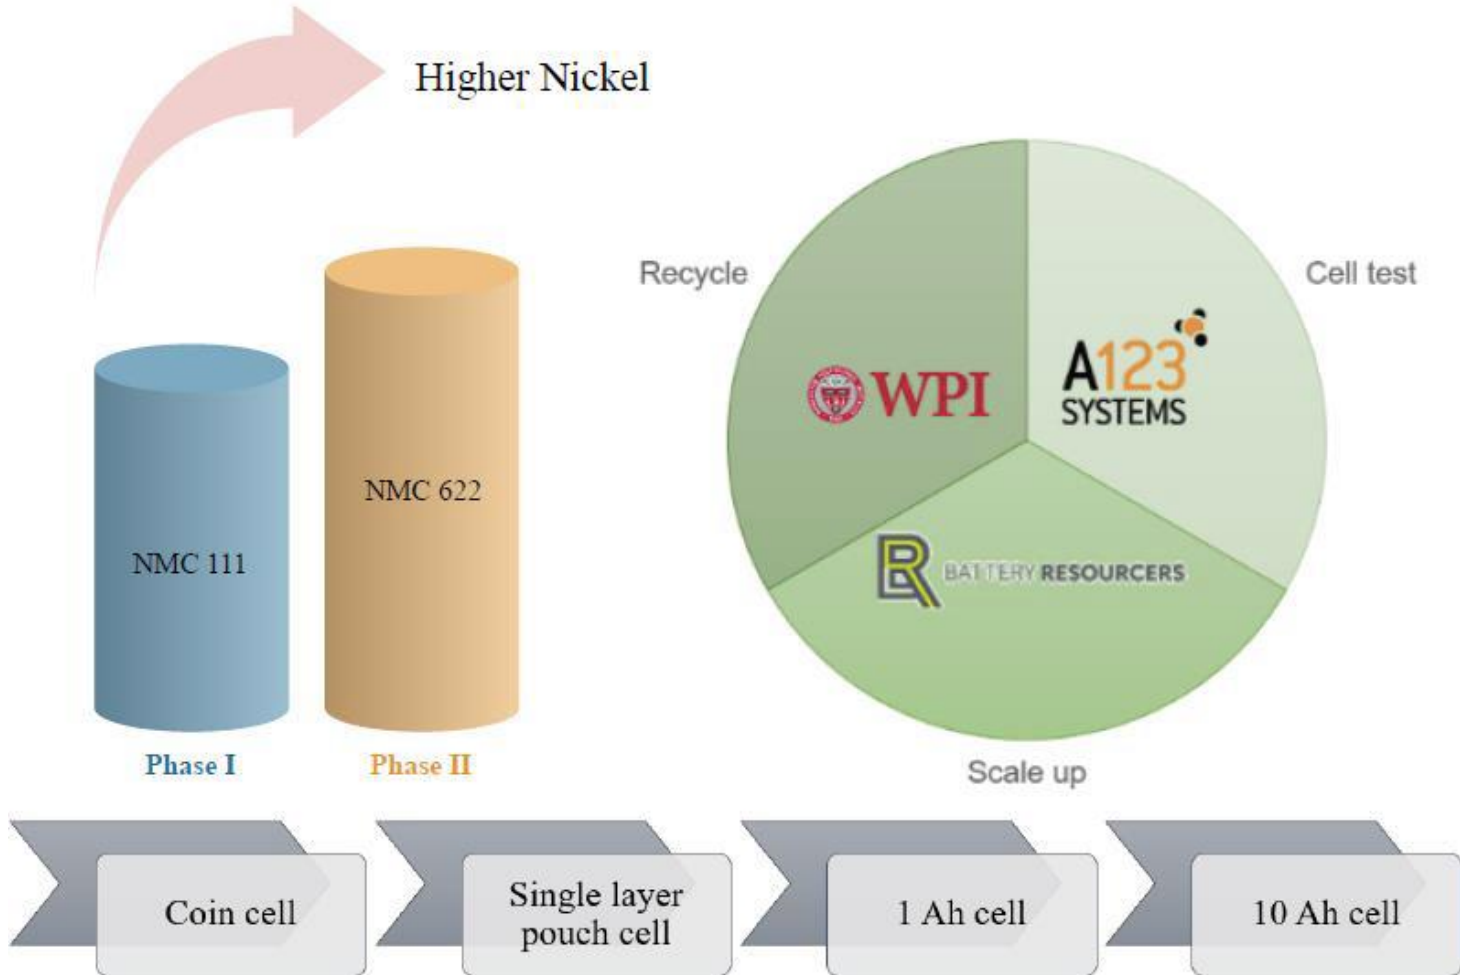 Higher Nickel
Recycle
Cell test
A123
SYSTEMS
WPI
NMC 622
NMC 111
BATTERY RESOURCERS
Phase I
Phase II
Scale up
Coin cell
Single layer
pouch cell
1 Ah cell
10 Ah cell